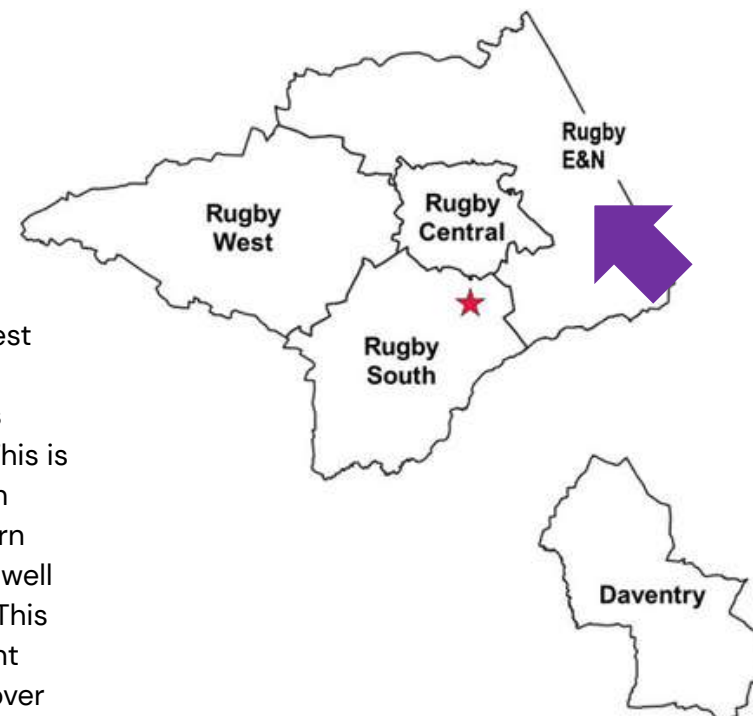 Rugby
E&N
Rugby
West
Rugby
Central
Rugby
South
Daventry
est
his is
n
rn
well
This
nt
over